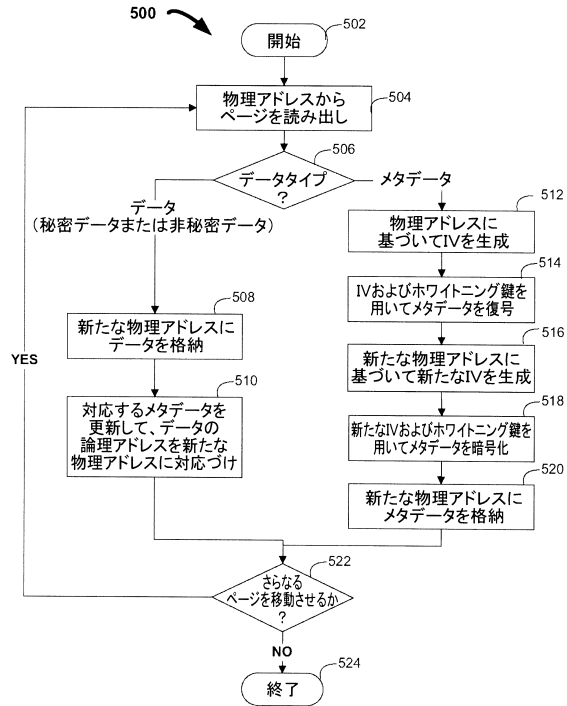 500
開始
502
物理アドレスから
ページを読み出し
504
データタイプ
?
506
データ
(秘密データまたは非秘密データ)
メタデータ
新たな物理アドレスに
データを格納
508
対応するメタデータを
更新して、データの
論理アドレスを新たな
物理アドレスに対応づけ
510
物理アドレスに
基づいてIVを生成
512
IVおよびホワイトニング鍵を
用いてメタデータを復号
514
新たな物理アドレスに
基づいて新たなIVを生成
516
新たなIVおよびホワイトニング鍵を
用いてメタデータを暗号化
518
新たな物理アドレスに
メタデータを格納
520
さらなる
ページを移動させるか
?
522
YES
NO
終了
524